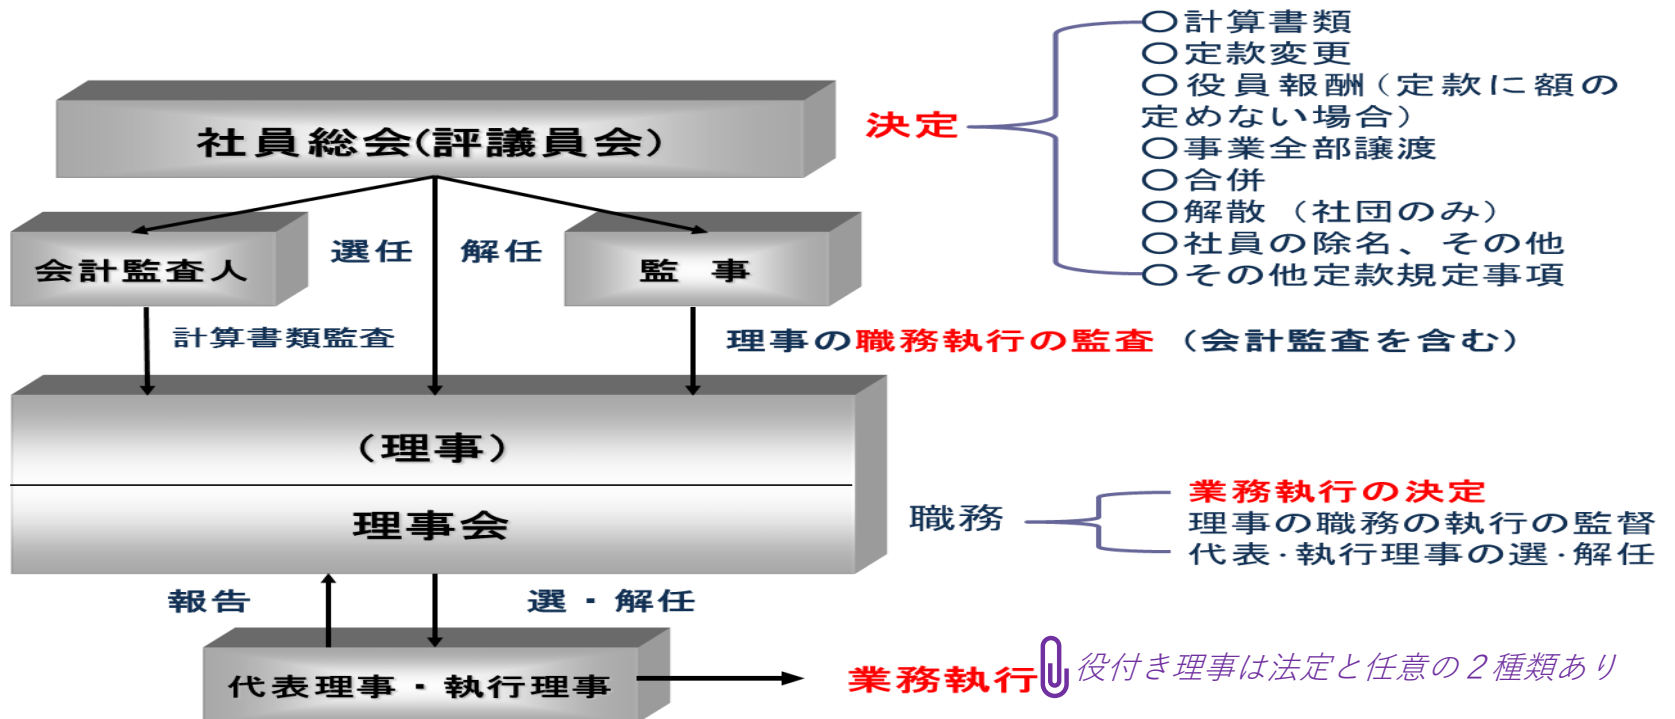 〇計算書類
〇定款変更
〇役員報酬（定款に額の
定めない場合）
〇事業全部譲渡
〇合併
〇解散（社団のみ）
〇社員の除名、その他
〇その他定款規定事項
決定
社員総会(評議員会)
選任 解任
会計監査人
監 事
計算書類監査
理事の職務執行の監査（会計監査を含む）
（理事）
理事会
職務
業務執行の決定
理事の職務の執行の監督
代表･執行理事の選･解任
報告
選・解任
代表理事・執行理事
業務執行
役付き理事は法定と任意の２種類あり